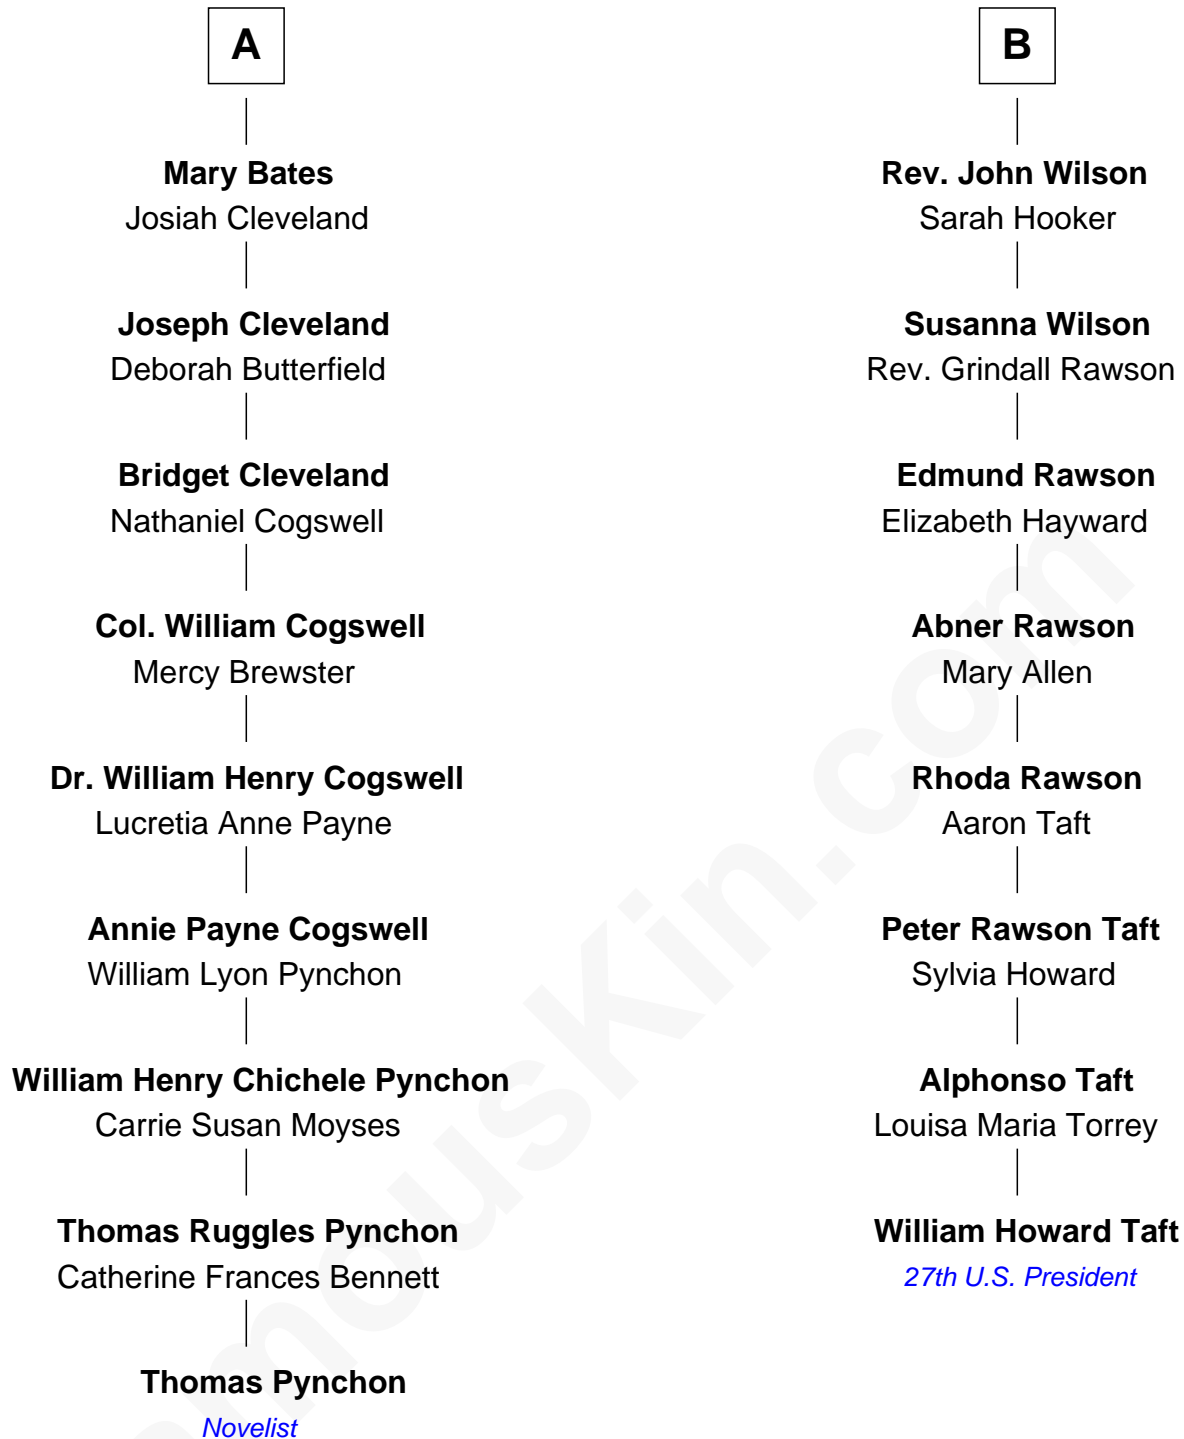 A
Mary Bates
Josiah Cleveland
Joseph Cleveland
Deborah Butterfield
Bridget Cleveland
Nathaniel Cogswell
Col. William Cogswell
Mercy Brewster
Dr. William Henry Cogswell
Lucretia Anne Payne
Annie Payne Cogswell
William Lyon Pynchon
William Henry Chichele Pynchon
Carrie Susan Moyses
Thomas Ruggles Pynchon
Catherine Frances Bennett
Thomas Pynchon
Novelist
B
Rev. John Wilson
Sarah Hooker
Susanna Wilson
Rev. Grindall Rawson
Edmund Rawson
Elizabeth Hayward
Abner Rawson
Mary Allen
Rhoda Rawson
Aaron Taft
Peter Rawson Taft
Sylvia Howard
Alphonso Taft
Louisa Maria Torrey
William Howard Taft
27th U.S. President
mousKin.com